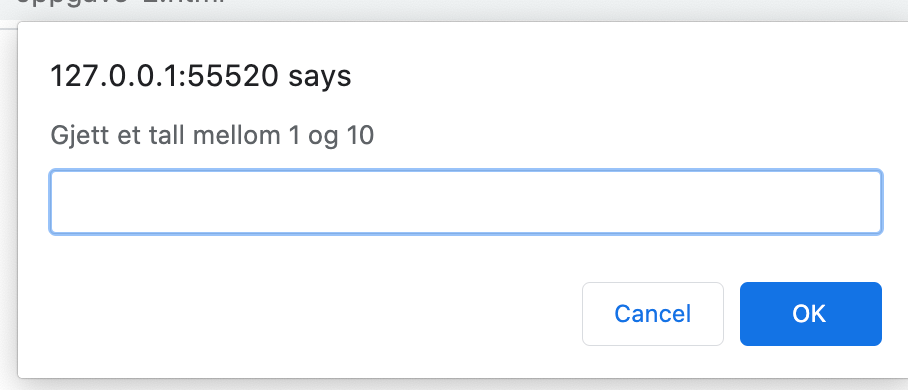 127.0.0.1:55520 says
Gjett et tall mellom 1 og 10
Cancel OK